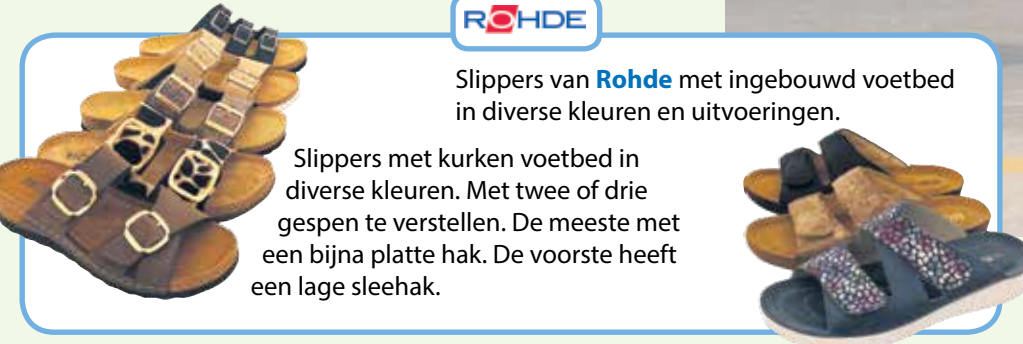 ROHDE
Slippers van Rohde met ingebouwd voetbed
in diverse kleuren en uitvoeringen.
Slippers met kurken voetbed in
diverse kleuren. Met twee of drie
gespen te verstellen. De meeste met
een bijna platte hak. De voorste heeft
een lage sleehak.